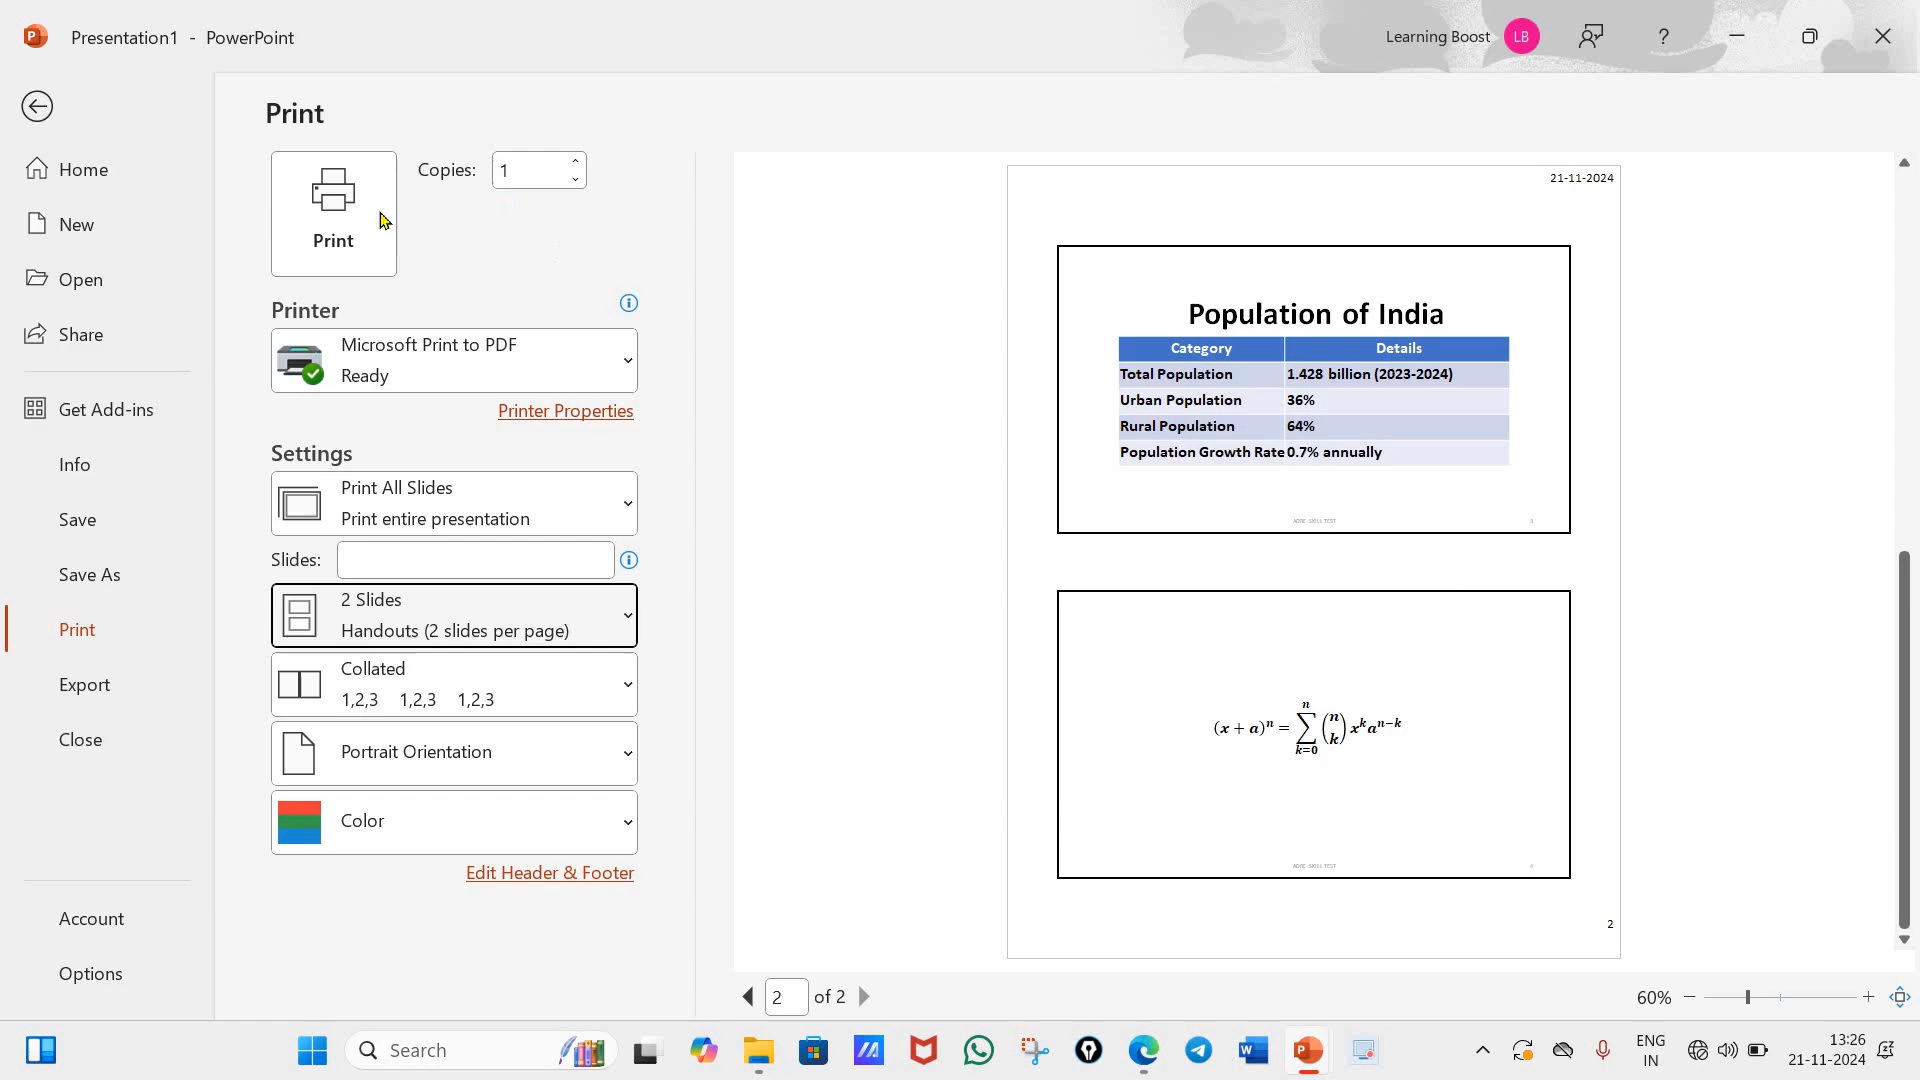 Presentation1 - PowerPoint
Learning Boost LB ?
Print
Home
New
Open
Share
Get Add-ins
Info
Save
Save As
Print
Export
Close
Account
Options
Print
Copies: 1
Printer
Microsoft Print to PDF
Ready
Printer Properties
Settings
Print All Slides
Print entire presentation
Slides:
2 Slides
Handouts (2 slides per page)
Collated
1,2,3 1,2,3 1,2,3
Portrait Orientation
Color
Edit Header & Footer
21-11-2024
Population of India
Category Details
Total Population 1.428 billion (2023-2024)
Urban Population 36%
Rural Population 64%
Population Growth Rate 0.7% annually
(x + a)ⁿ = ∑ₖ₌₀ⁿ (n k) xᵏaⁿ⁻ᵏ
2
2 of 2
60%
Search
ENG
IN
13:26
21-11-2024